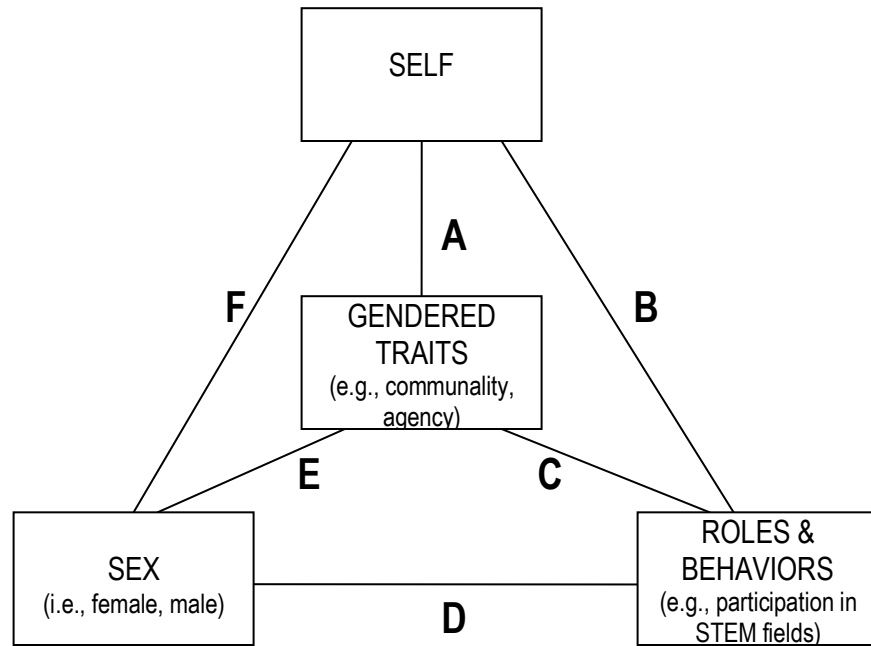 SELF
A
F
B
GENDERED
TRAITS
(e.g., communality,
agency)
E
C
SEX
(i.e., female, male)
D
ROLES &
BEHAVIORS
(e.g., participation in
STEM fields)